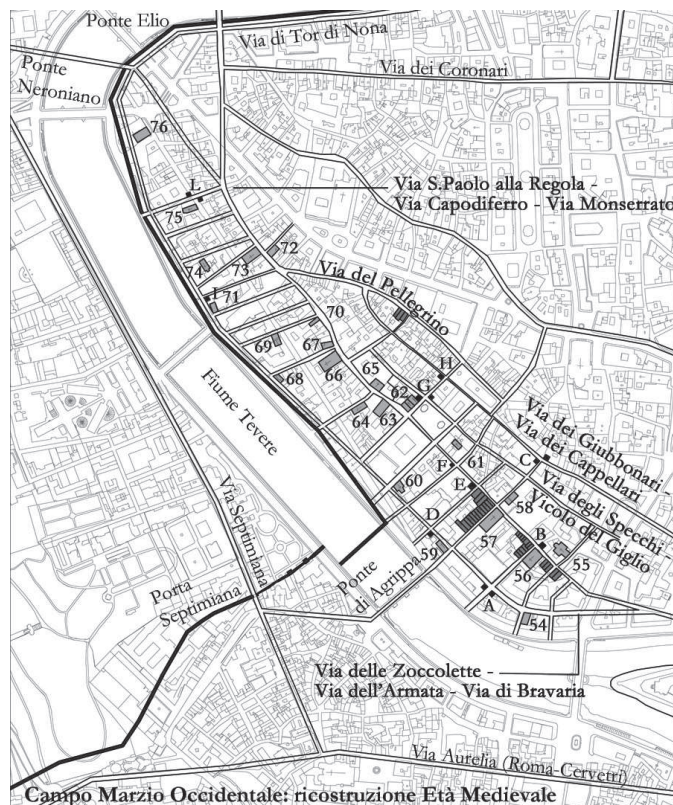 Ponte Elio
Via di Tor di Nona
Ponte
Neroniano
Via dei Coronari
76
L
Via S.Paolo alla Regola -
Via Capodiferro - Via Monserrato
75
72
74
73
Via del Pellegrino
I
71
70
H
69
67
65
66
68
62
G
Fiume Tevere
64
63
Via dei Giubbonari -
Via dei Cappellari
C
F
61
Via degli Specchi -
Vicolo del Giglio
60
E
58
Via Septimiana
D
57
B
59
55
56
Ponte
di Agrippa
Porta
Septimiana
A
54
Via delle Zoccolette -
Via dell'Armata - Via di Bravaria
Via Aurelia (Roma-Cervetri)
Campo Marzio Occidentale: ricostruzione Età Medievale